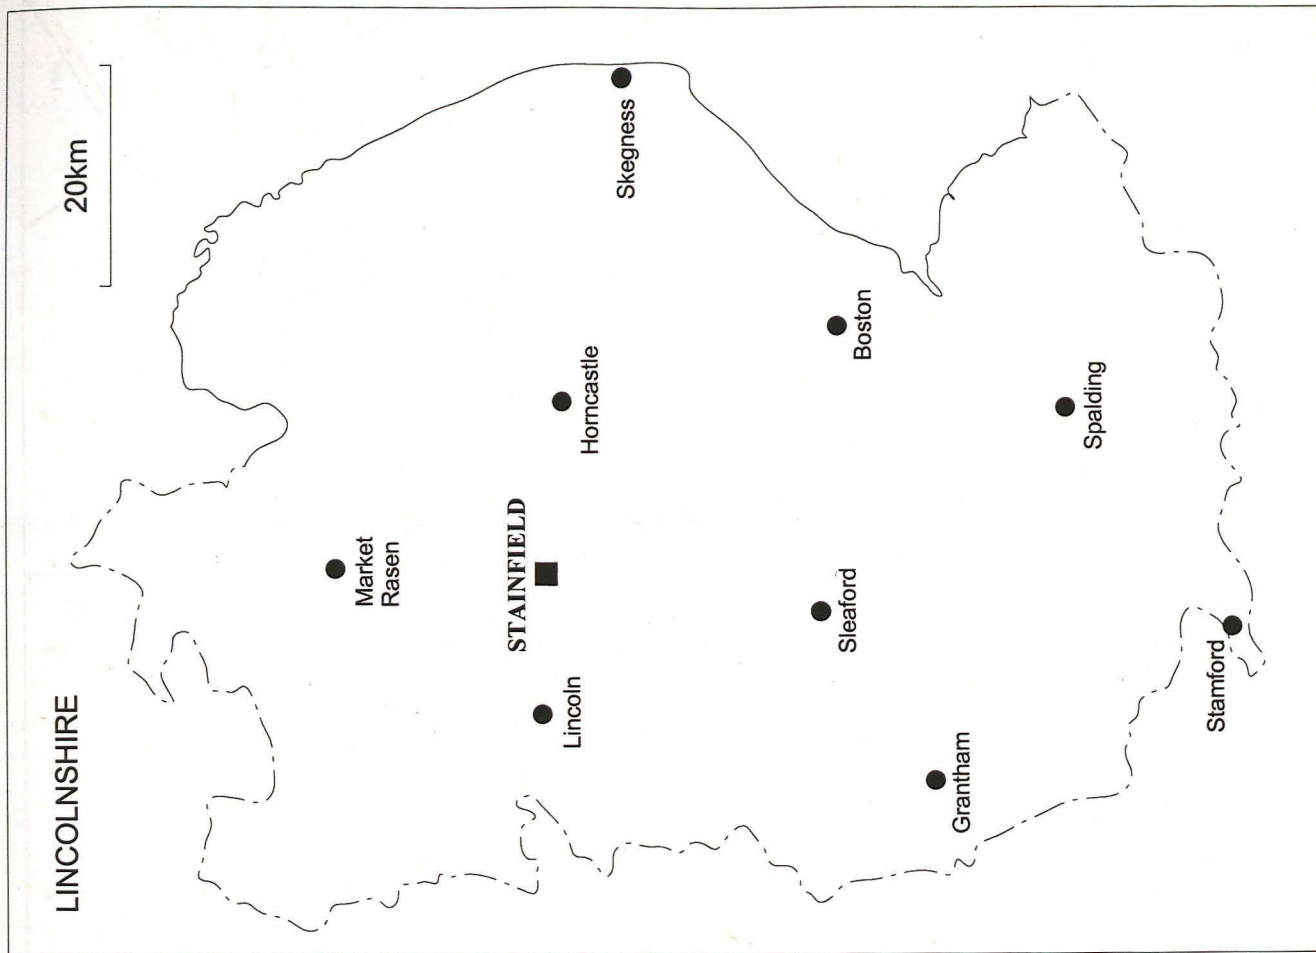 LINCOLNSHIRE
20km
Market
Rasen
STAINFIELD
Lincoln
Horncastle
Skegness
Sleaford
Boston
Grantham
Spalding
Stamford